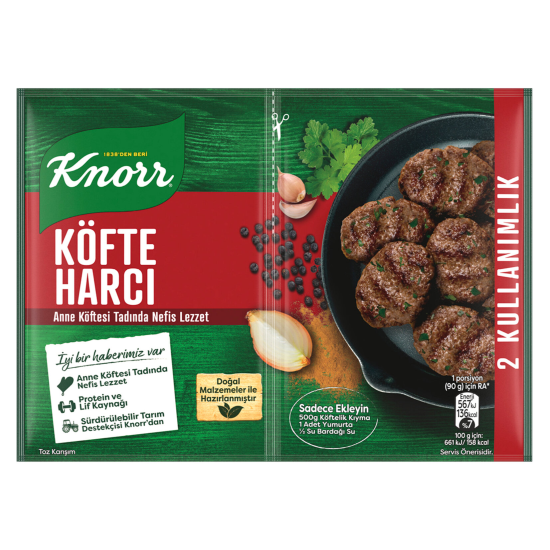 1838'DEN BERİ
Knorr
KÖFTE
HARCI
Anne Köftesi Tadında Nefis Lezzet
İyi bir haberimiz var
Anne Köftesi Tadında
Nefis Lezzet
Protein ve
Lif Kaynağı
Sürdürülebilir Tarım
Destekçisi Knorr'dan
Toz Karışım
Doğal
Malzemeler ile
Hazırlanmıştır
Sadece Ekleyin
500g Köftelik Kıyma
1 Adet Yumurta
½ Su Bardağı Su
1 porsiyon
(90 g) için RA*
Enerji
567kJ
136kcal
%7
100 g için:
661 kJ/ 158 kcal
Servis Önerisidir.
2 KULLANIMLIK